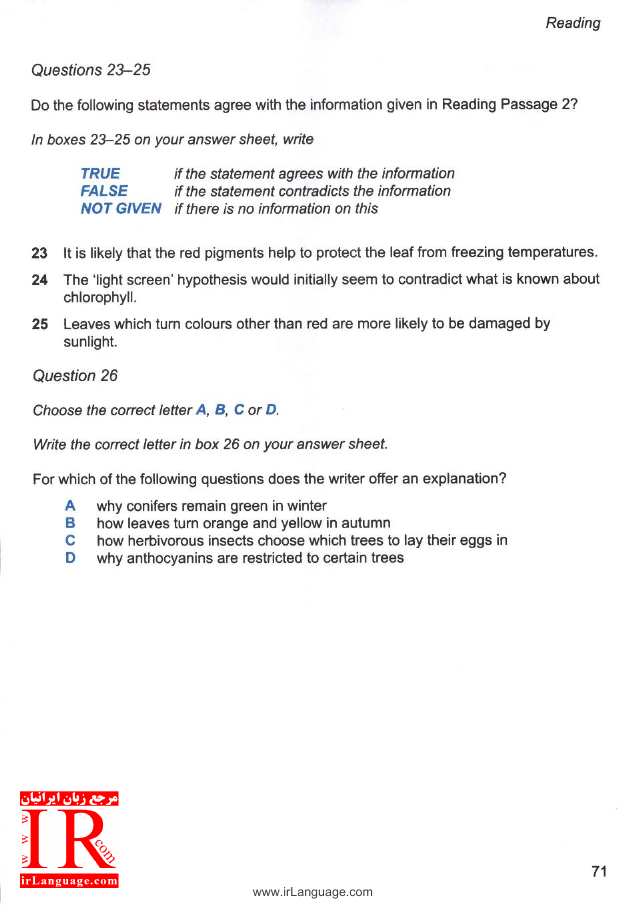 Reading
Questions 23–25
Do the following statements agree with the information given in Reading Passage 2?
In boxes 23–25 on your answer sheet, write
TRUE if the statement agrees with the information
FALSE if the statement contradicts the information
NOT GIVEN if there is no information on this
23 It is likely that the red pigments help to protect the leaf from freezing temperatures.
24 The ‘light screen’ hypothesis would initially seem to contradict what is known about
chlorophyll.
25 Leaves which turn colours other than red are more likely to be damaged by
sunlight.
Question 26
Choose the correct letter A, B, C or D.
Write the correct letter in box 26 on your answer sheet.
For which of the following questions does the writer offer an explanation?
A why conifers remain green in winter
B how leaves turn orange and yellow in autumn
C how herbivorous insects choose which trees to lay their eggs in
D why anthocyanins are restricted to certain trees
مرجع زبان ایرانیان
www.
IR
.com
irLanguage.com
71
www.irLanguage.com